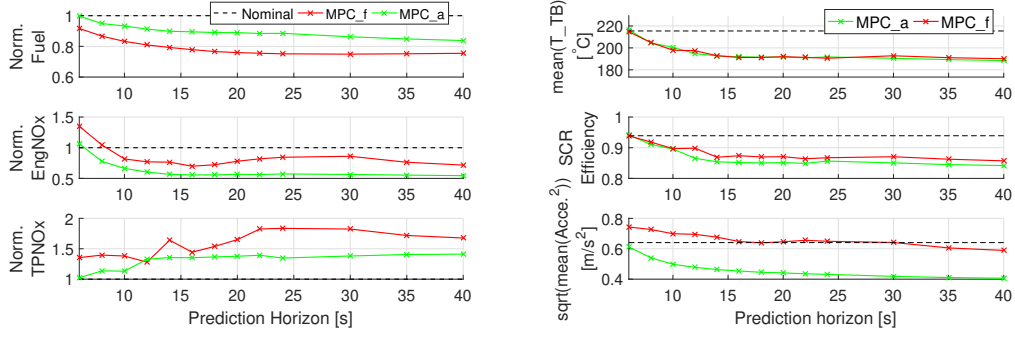 Nominal MPC_f MPC_a
Norm.
Fuel
1
0.8
0.6
10 15 20 25 30 35 40
Norm.
EngNOx
1.5
1
0.5
10 15 20 25 30 35 40
Norm.
TPNOx
2
1.5
1
10 15 20 25 30 35 40
Prediction Horizon [s]
MPC_a MPC_f
mean(T_TB)
[°C]
220
200
180
10 15 20 25 30 35 40
SCR
Efficiency
1
0.9
0.8
10 15 20 25 30 35 40
sqrt(mean(Acce.²))
[m/s²]
0.8
0.6
0.4
10 15 20 25 30 35 40
Prediction horizon [s]